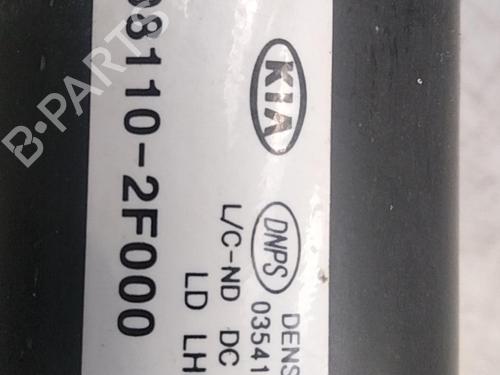 98110-2F000
KIA
DNPS
DENS
03541
L/C-ND DC
LD LH
B-PARTS